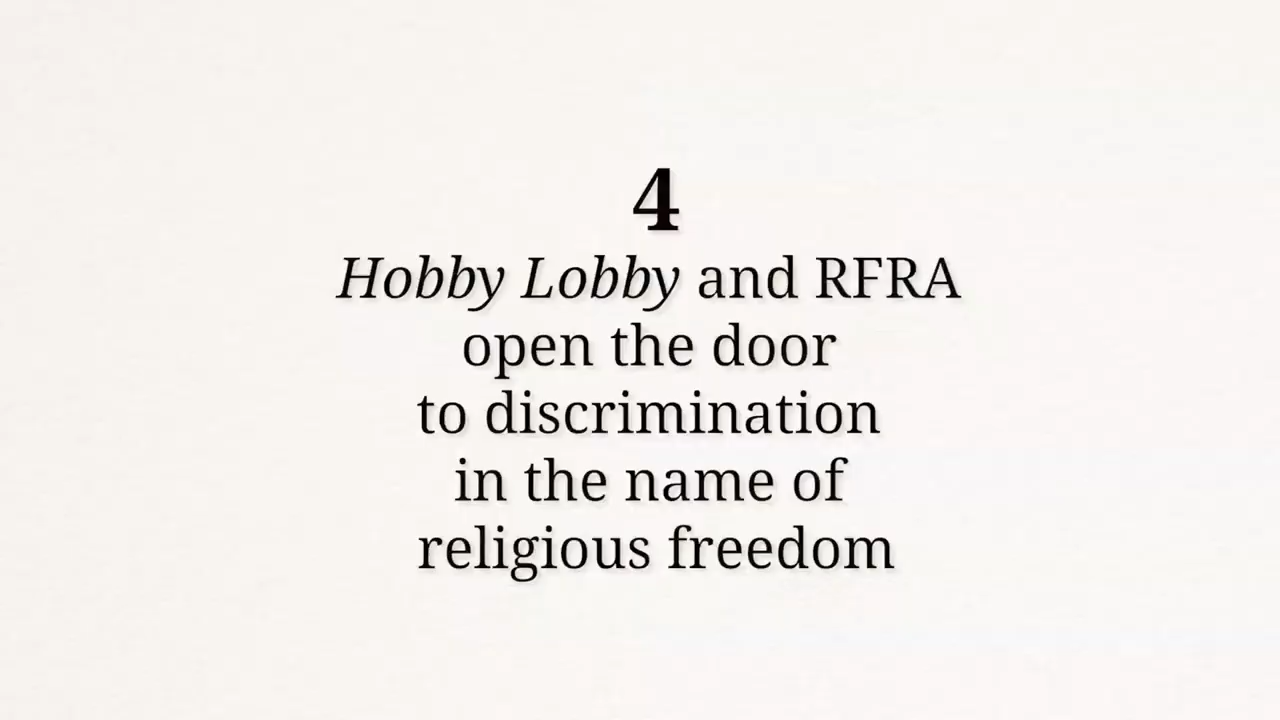 4
Hobby Lobby and RFRA
open the door
to discrimination
in the name of
religious freedom